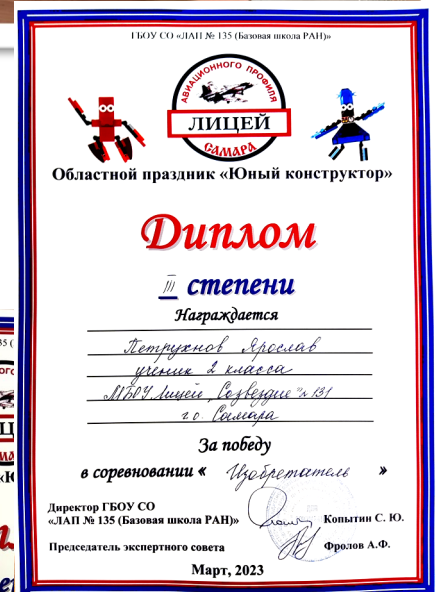 ГБОУ СО «ЛАП № 135 (Базовая школа РАН)»
АВИАЦИОННОГО ПРОФИЛЯ
ЛИЦЕЙ
САМАРА
Областной праздник «Юный конструктор»
Диплом
III степени
Награждается
Петрухнов Ярослав
ученик 2 класса
МБОУ Лицей „Созвездие" № 131
г.о. Самара
За победу
в соревновании « Изобретатель »
Директор ГБОУ СО
«ЛАП № 135 (Базовая школа РАН)»
Копытин С. Ю.
Председатель экспертного совета
Фролов А.Ф.
Март, 2023